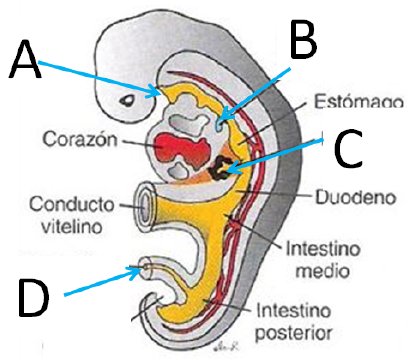 A
B
Estómago
Corazón
C
Duodeno
Conducto
vitelino
Intestino
medio
D
Intestino
posterior